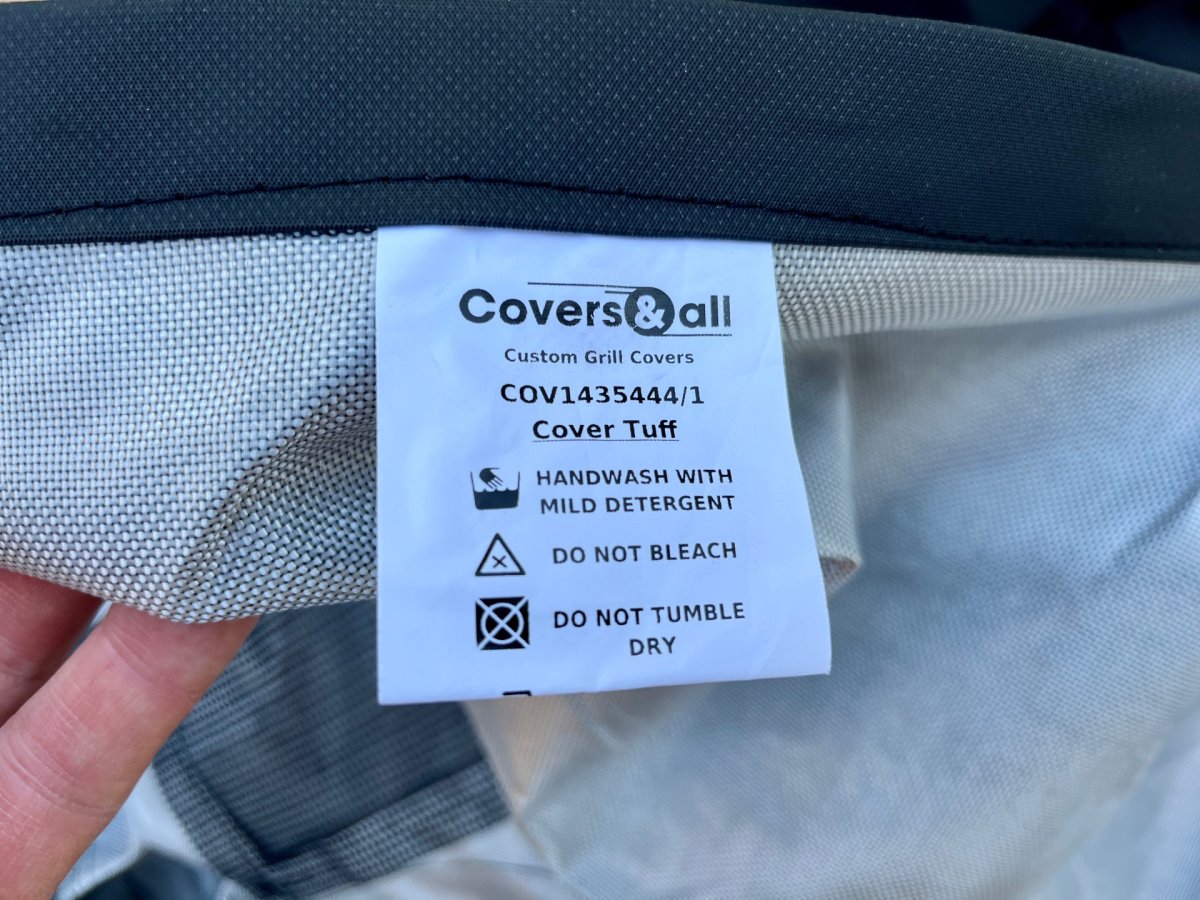 Covers&all
Custom Grill Covers
COV1435444/1
Cover Tuff
HANDWASH WITH
MILD DETERGENT
DO NOT BLEACH
DO NOT TUMBLE
DRY